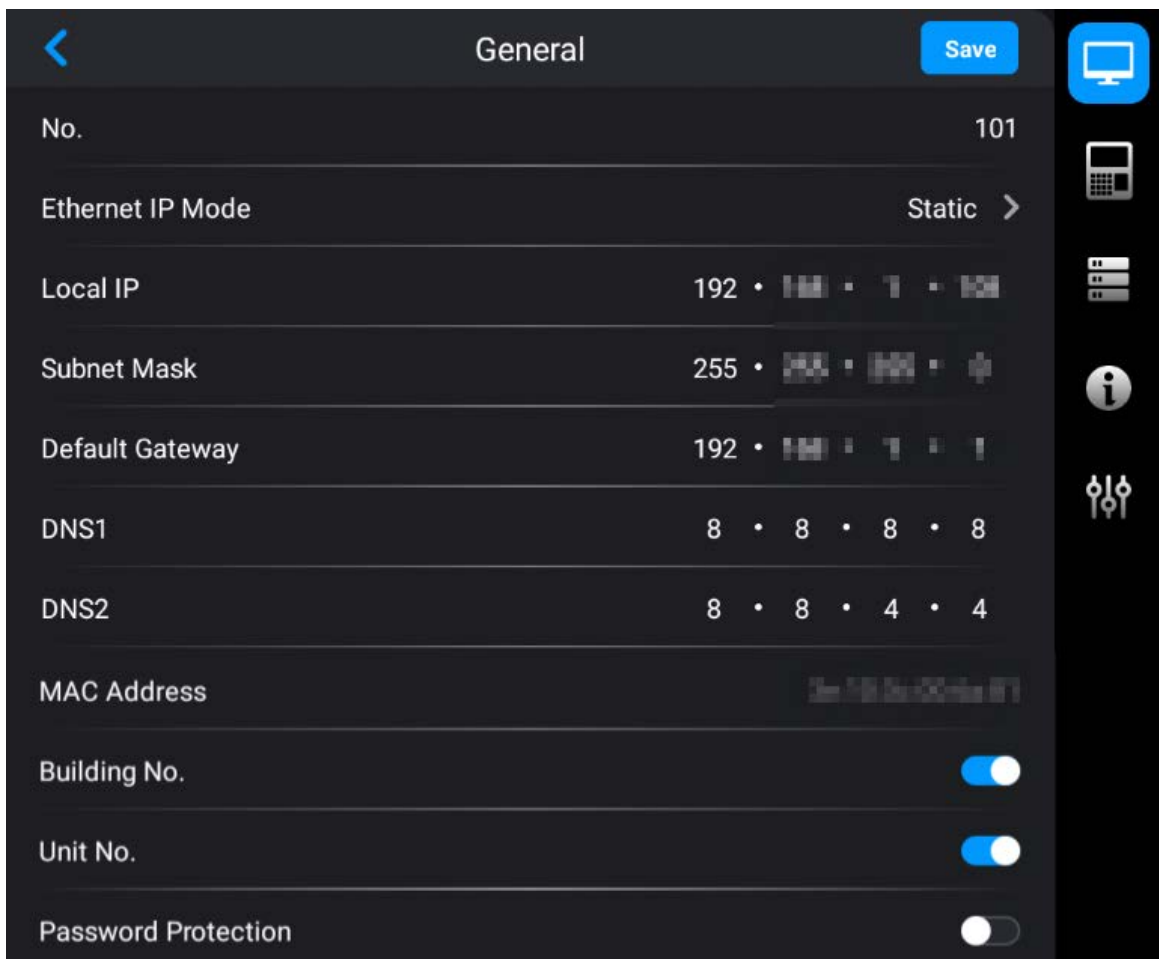 General
Save
No.
101
Ethernet IP Mode
Static
Local IP
192 •
Subnet Mask
255 •
Default Gateway
192 •
DNS1
8 • 8 • 8 • 8
DNS2
8 • 8 • 4 • 4
MAC Address
Building No.
Unit No.
Password Protection